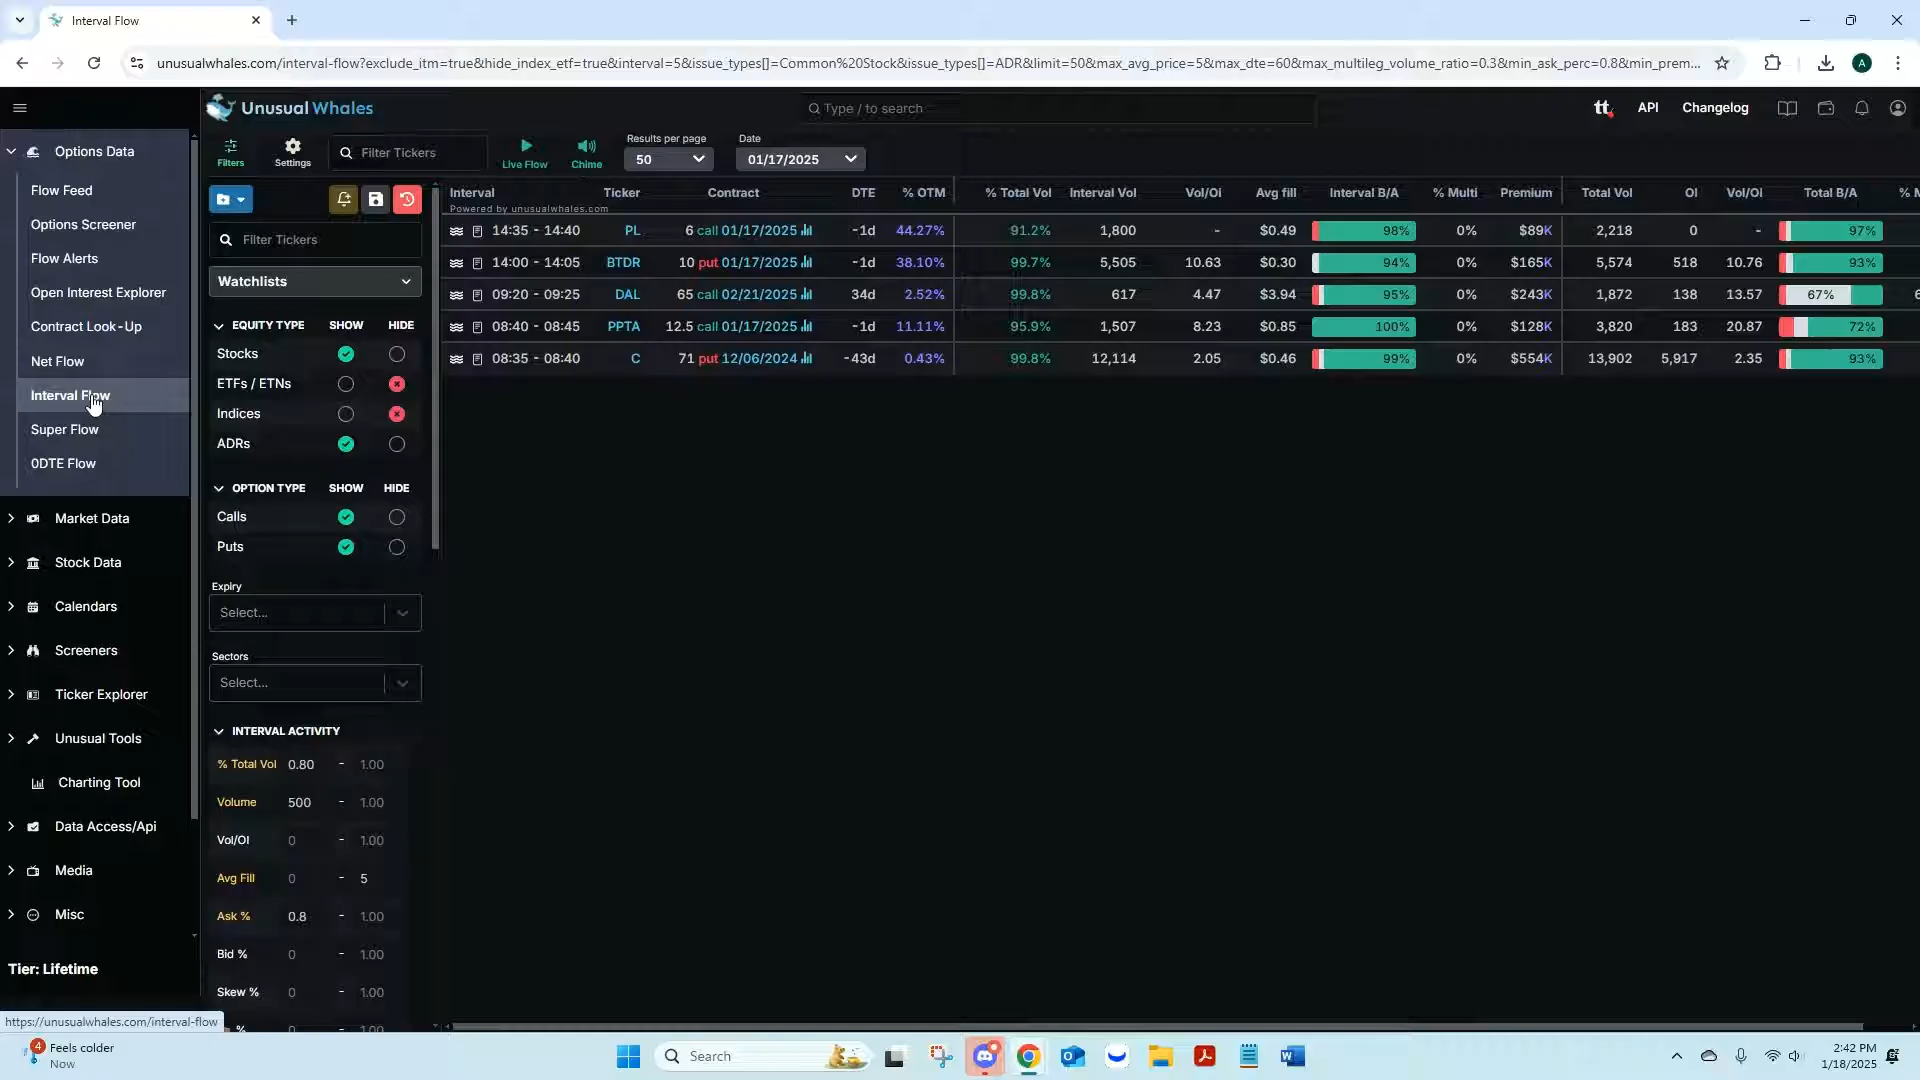 Interval Flow
unusualwhales.com/interval-flow?exclude_itm=true&hide_index_etf=true&interval=5&issue_types[]=Common%20Stock&issue_types[]=ADR&limit=50&max_avg_price=5&max_dte=60&max_multileg_volume_ratio=0.3&min_ask_perc=0.8&min_prem...
A
Unusual Whales
Type / to search
tt
API
Changelog
Options Data
Flow Feed
Options Screener
Flow Alerts
Open Interest Explorer
Contract Look-Up
Net Flow
Interval Flow
Super Flow
0DTE Flow
Market Data
Stock Data
Calendars
Screeners
Ticker Explorer
Unusual Tools
Charting Tool
Data Access/Api
Media
Misc
Tier: Lifetime
https://unusualwhales.com/interval-flow
Filters
Settings
Filter Tickers
Live Flow
Chime
Results per page
50
Date
01/17/2025
Filter Tickers
Watchlists
EQUITY TYPE SHOW HIDE
Stocks
ETFs / ETNs
Indices
ADRs
OPTION TYPE SHOW HIDE
Calls
Puts
Expiry
Select...
Sectors
Select...
INTERVAL ACTIVITY
% Total Vol 0.80 - 1.00
Volume 500 - 1.00
Vol/OI 0 - 1.00
Avg Fill 0 - 5
Ask % 0.8 - 1.00
Bid % 0 - 1.00
Skew % 0 - 1.00
Interval Ticker Contract DTE % OTM % Total Vol Interval Vol Vol/Oi Avg fill Interval B/A % Multi Premium Total Vol OI Vol/OI Total B/A % M
Powered by unusualwhales.com
14:35 - 14:40 PL 6 call 01/17/2025 -1d 44.27% 91.2% 1,800 - $0.49 98% 0% $89K 2,218 0 - 97%
14:00 - 14:05 BTDR 10 put 01/17/2025 -1d 38.10% 99.7% 5,505 10.63 $0.30 94% 0% $165K 5,574 518 10.76 93%
09:20 - 09:25 DAL 65 call 02/21/2025 34d 2.52% 99.8% 617 4.47 $3.94 95% 0% $243K 1,872 138 13.57 67% 6
08:40 - 08:45 PPTA 12.5 call 01/17/2025 -1d 11.11% 95.9% 1,507 8.23 $0.85 100% 0% $128K 3,820 183 20.87 72%
08:35 - 08:40 C 71 put 12/06/2024 -43d 0.43% 99.8% 12,114 2.05 $0.46 99% 0% $554K 13,902 5,917 2.35 93%
4
Feels colder
Now
Search
2:42 PM
1/18/2025